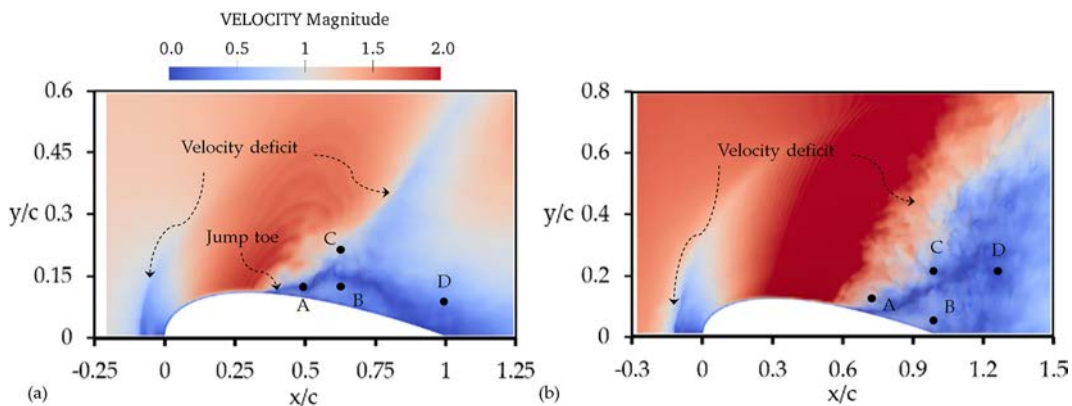 VELOCITY Magnitude
0.0 0.5 1 1.5 2.0
0.6
0.45
y/c 0.3
0.15
0
Velocity deficit
Jump toe
C
D
A B
-0.25 0 0.25 0.5 0.75 1 1.25
x/c
(a)
0.8
0.6
y/c 0.4
0.2
0
Velocity deficit
C D
A
B
-0.3 0 0.3 0.6 0.9 1.2 1.5
x/c
(b)